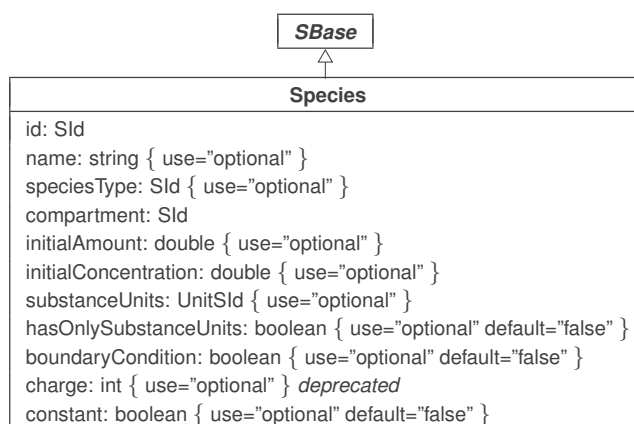 SBase
Species
id: SId
name: string { use="optional" }
speciesType: SId { use="optional" }
compartment: SId
initialAmount: double { use="optional" }
initialConcentration: double { use="optional" }
substanceUnits: UnitSId { use="optional" }
hasOnlySubstanceUnits: boolean { use="optional" default="false" }
boundaryCondition: boolean { use="optional" default="false" }
charge: int { use="optional" } deprecated
constant: boolean { use="optional" default="false" }